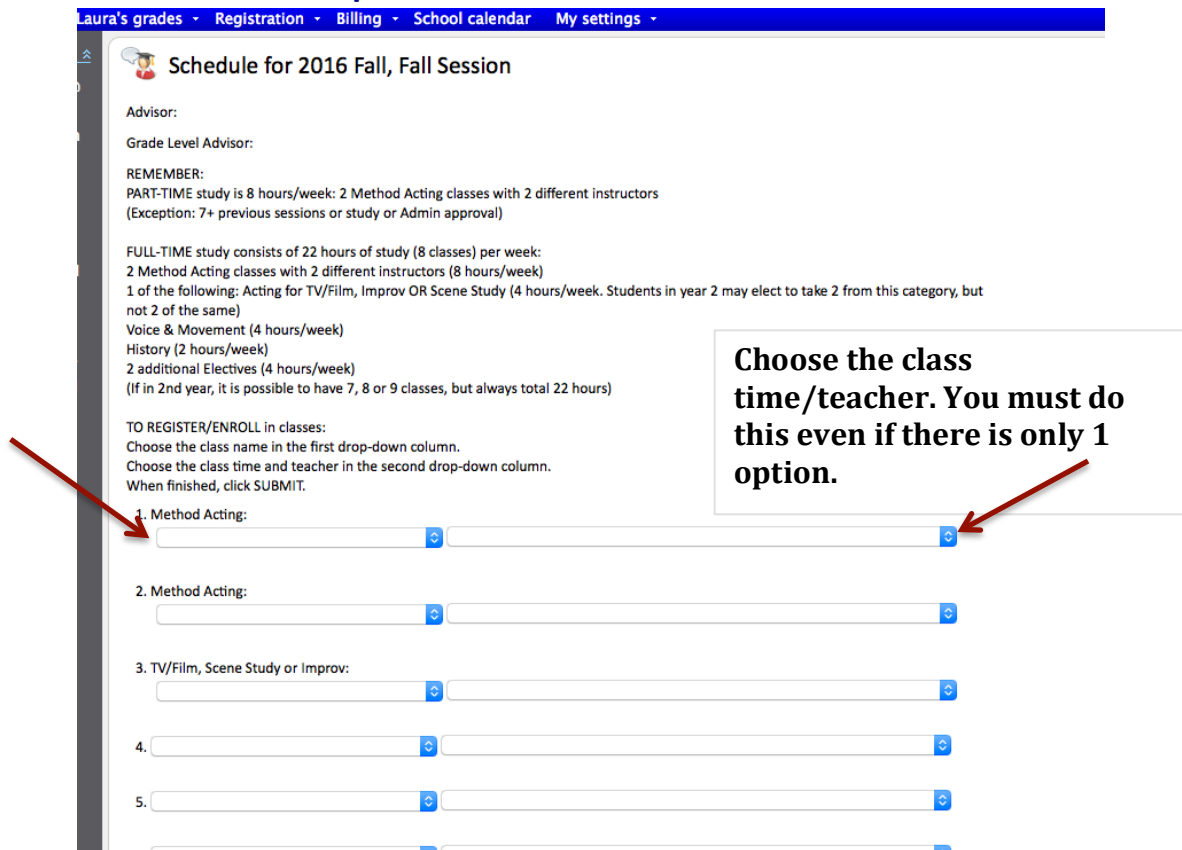 Laura's grades Registration Billing School calendar My settings
Schedule for 2016 Fall, Fall Session
Advisor:
Grade Level Advisor:
REMEMBER:
PART-TIME study is 8 hours/week: 2 Method Acting classes with 2 different instructors
(Exception: 7+ previous sessions or study or Admin approval)
FULL-TIME study consists of 22 hours of study (8 classes) per week:
2 Method Acting classes with 2 different instructors (8 hours/week)
1 of the following: Acting for TV/Film, Improv OR Scene Study (4 hours/week. Students in year 2 may elect to take 2 from this category, but
not 2 of the same)
Voice & Movement (4 hours/week)
History (2 hours/week)
2 additional Electives (4 hours/week)
(If in 2nd year, it is possible to have 7, 8 or 9 classes, but always total 22 hours)
TO REGISTER/ENROLL in classes:
Choose the class name in the first drop-down column.
Choose the class time and teacher in the second drop-down column.
When finished, click SUBMIT.
Choose the class
time/teacher. You must do
this even if there is only 1
option.
1. Method Acting:
2. Method Acting:
3. TV/Film, Scene Study or Improv:
4.
5.